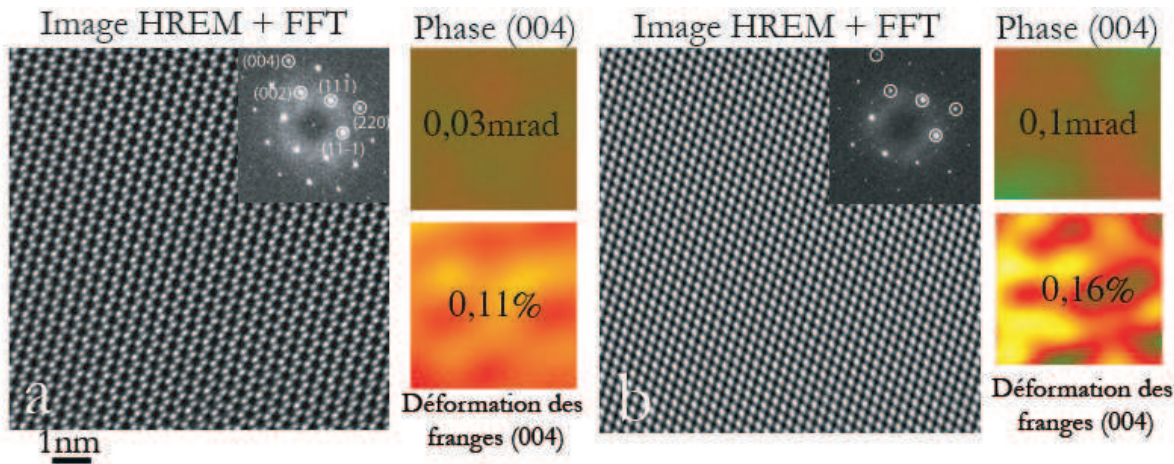 Image HREM + FFT
Phase (004)
(004)
(002)
(111)
(220)
(11-1)
0,03mrad
0,11%
a
1nm
Déformation des
franges (004)
Image HREM + FFT
Phase (004)
0,1mrad
0,16%
b
Déformation des
franges (004)